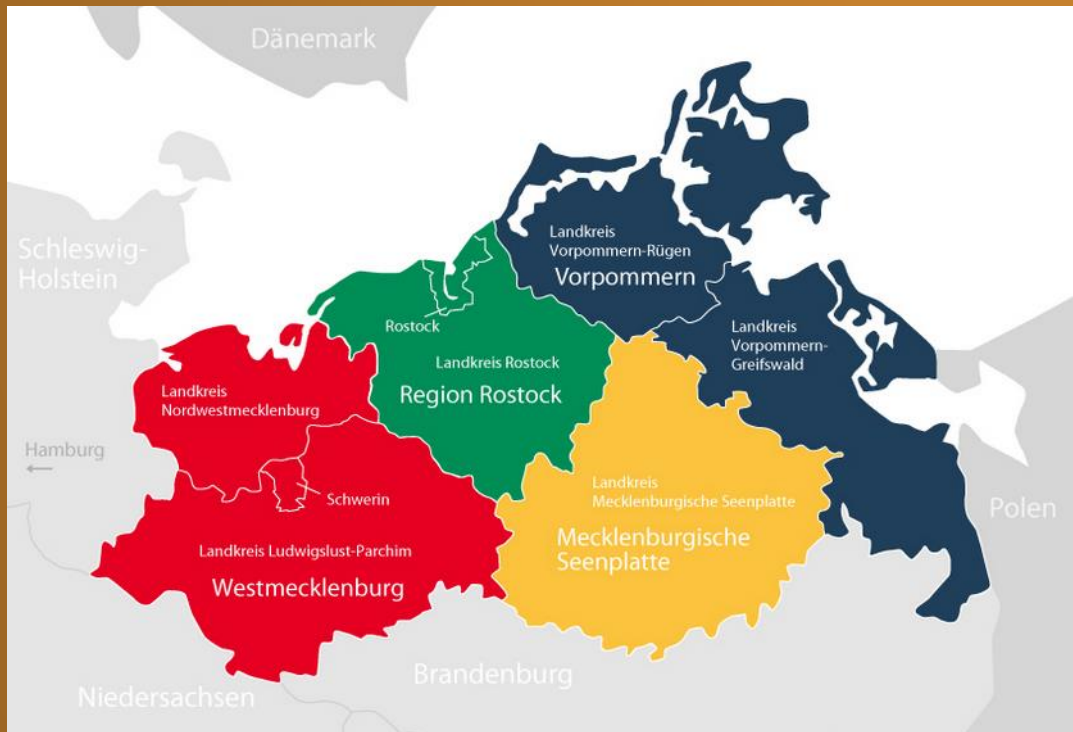 Dänemark
Schleswig-
Holstein
Landkreis
Vorpommern-Rügen
Vorpommern
Rostock
Landkreis
Vorpommern-
Greifswald
Landkreis Rostock
Region Rostock
Landkreis
Nordwestmecklenburg
Hamburg
Schwerin
Landkreis
Mecklenburgische Seenplatte
Mecklenburgische
Seenplatte
Polen
Landkreis Ludwigslust-Parchim
Westmecklenburg
Brandenburg
Niedersachsen